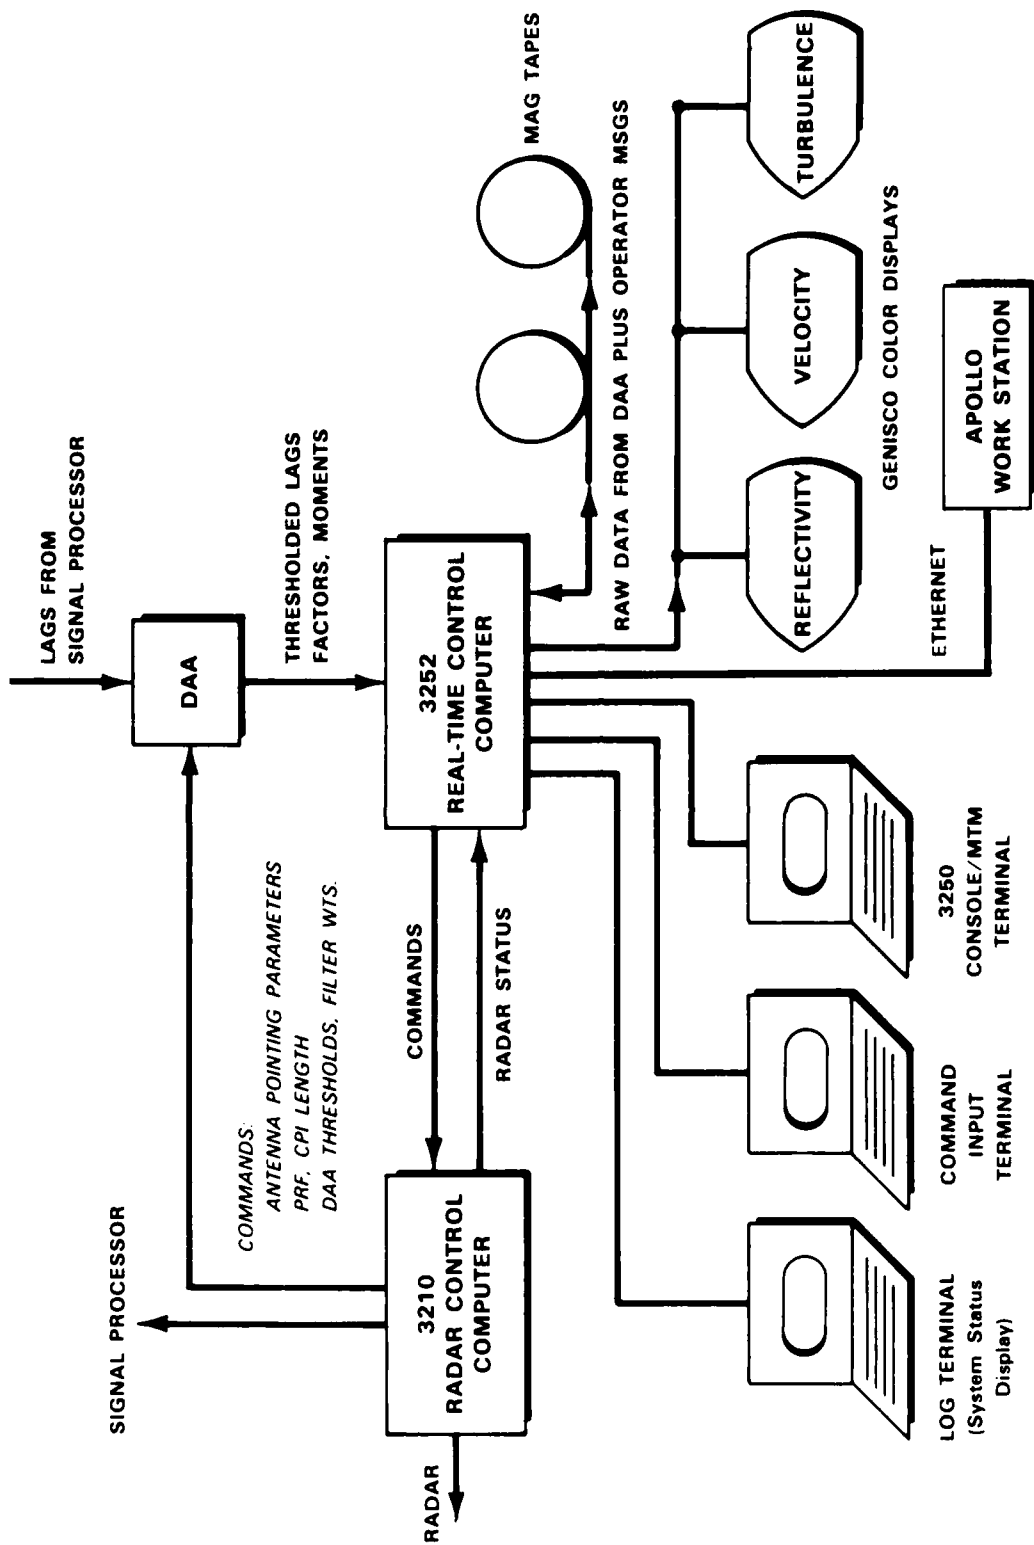 LAGS FROM
SIGNAL PROCESSOR
SIGNAL PROCESSOR
DAA
COMMANDS:
ANTENNA POINTING PARAMETERS
PRF, CPI LENGTH
DAA THRESHOLDS, FILTER WTS.
THRESHOLDED LAGS
FACTORS, MOMENTS
RADAR
3210
RADAR CONTROL
COMPUTER
COMMANDS
RADAR STATUS
3252
REAL-TIME CONTROL
COMPUTER
MAG TAPES
RAW DATA FROM DAA PLUS OPERATOR MSGS
REFLECTIVITY
VELOCITY
TURBULENCE
GENISCO COLOR DISPLAYS
ETHERNET
APOLLO
WORK STATION
LOG TERMINAL
(System Status
Display)
COMMAND
INPUT
TERMINAL
3250
CONSOLE/MTM
TERMINAL